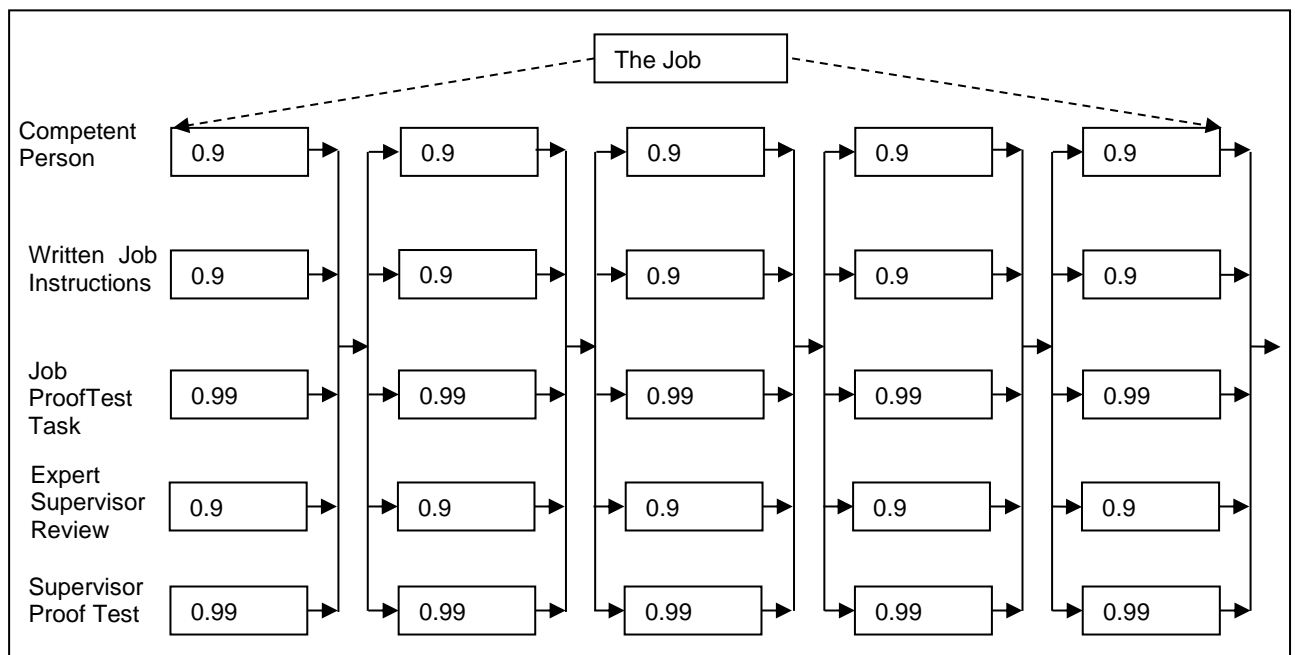 The Job
Competent
Person
0.9 0.9 0.9 0.9 0.9
Written Job
Instructions
0.9 0.9 0.9 0.9 0.9
Job
ProofTest
Task
0.99 0.99 0.99 0.99 0.99
Expert
Supervisor
Review
0.9 0.9 0.9 0.9 0.9
Supervisor
Proof Test
0.99 0.99 0.99 0.99 0.99